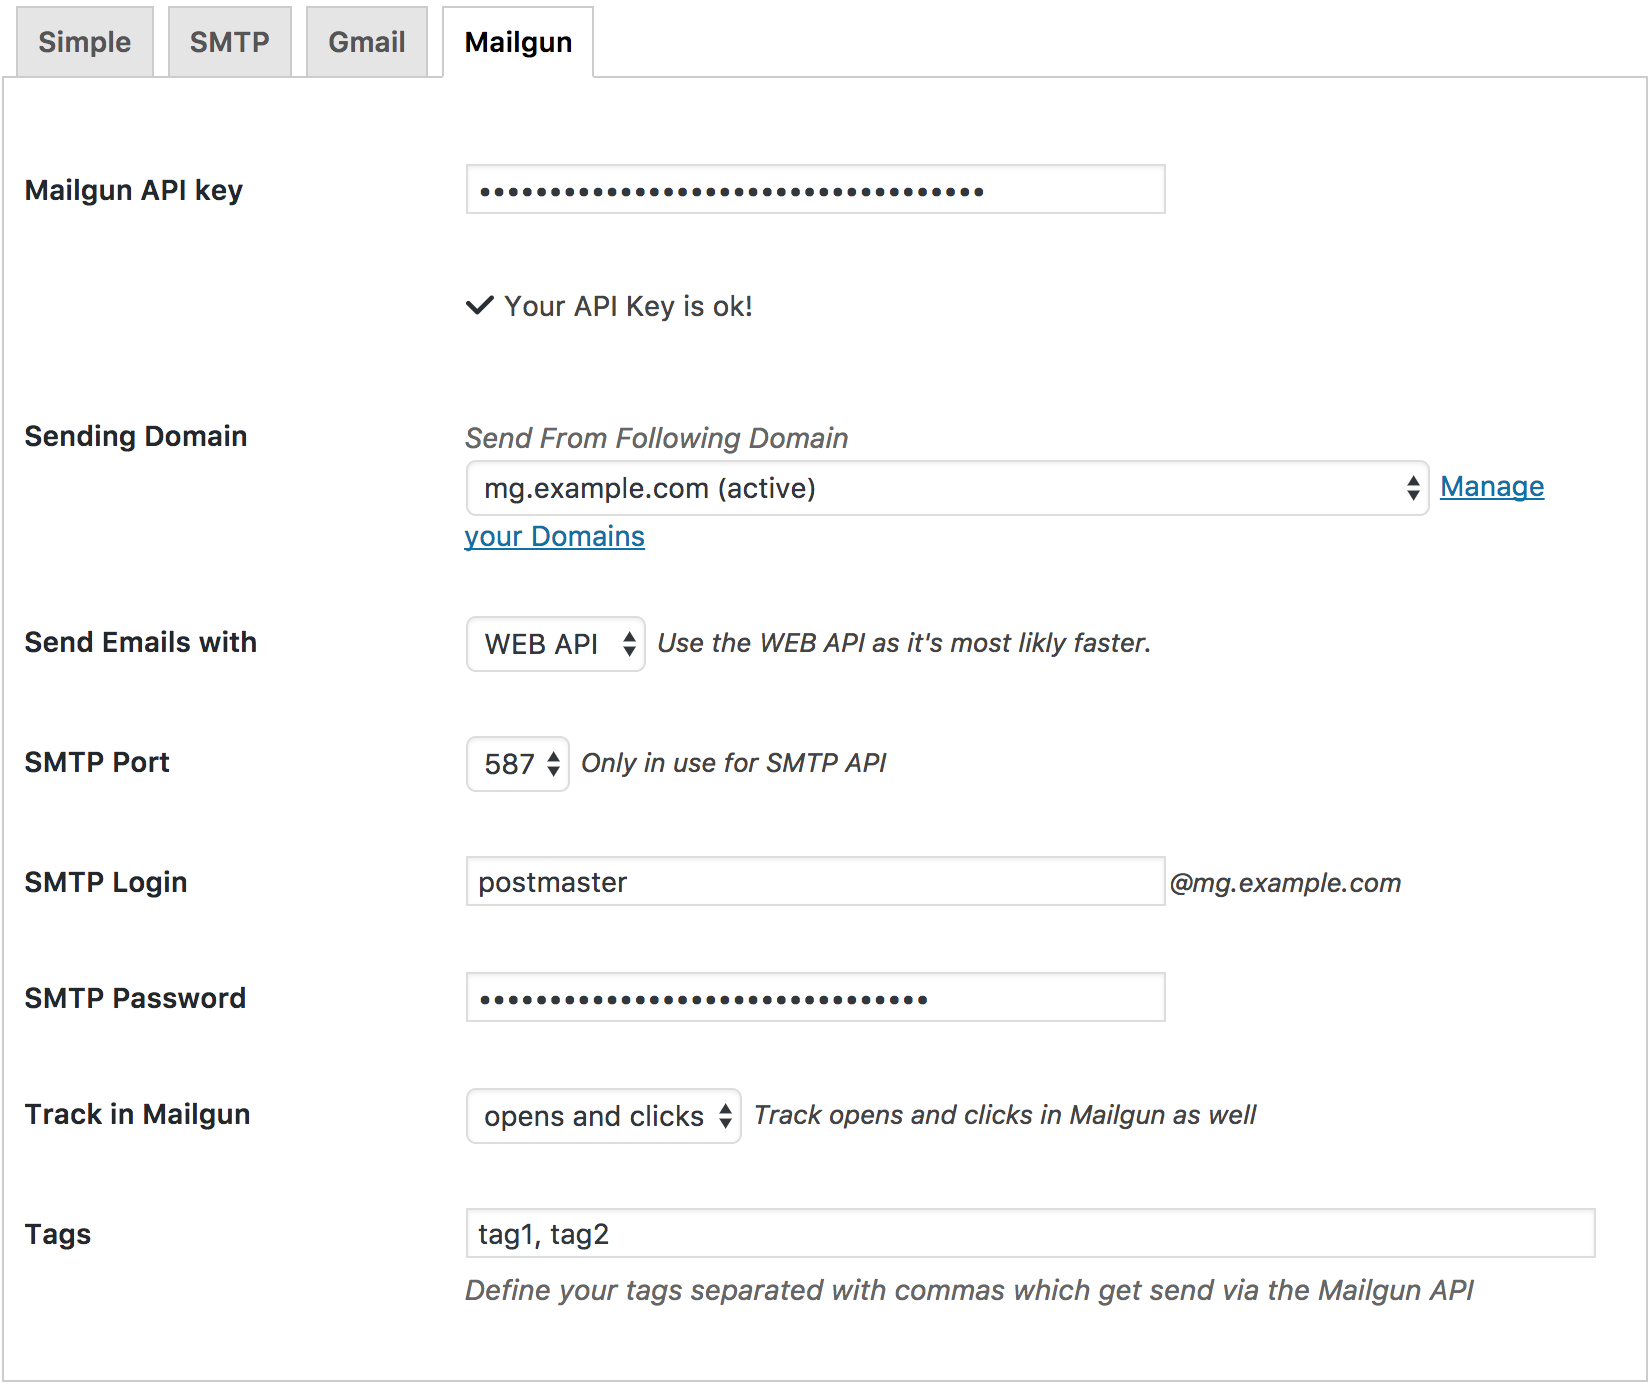 Simple SMTP Gmail Mailgun
Mailgun API key ••••••••••••••••••••••••••••••••••••
Your API Key is ok!
Sending Domain Send From Following Domain
mg.example.com (active) Manage
your Domains
Send Emails with WEB API Use the WEB API as it's most likly faster.
SMTP Port 587 Only in use for SMTP API
SMTP Login postmaster @mg.example.com
SMTP Password ••••••••••••••••••••••••••••••••
Track in Mailgun opens and clicks Track opens and clicks in Mailgun as well
Tags tag1, tag2
Define your tags separated with commas which get send via the Mailgun API